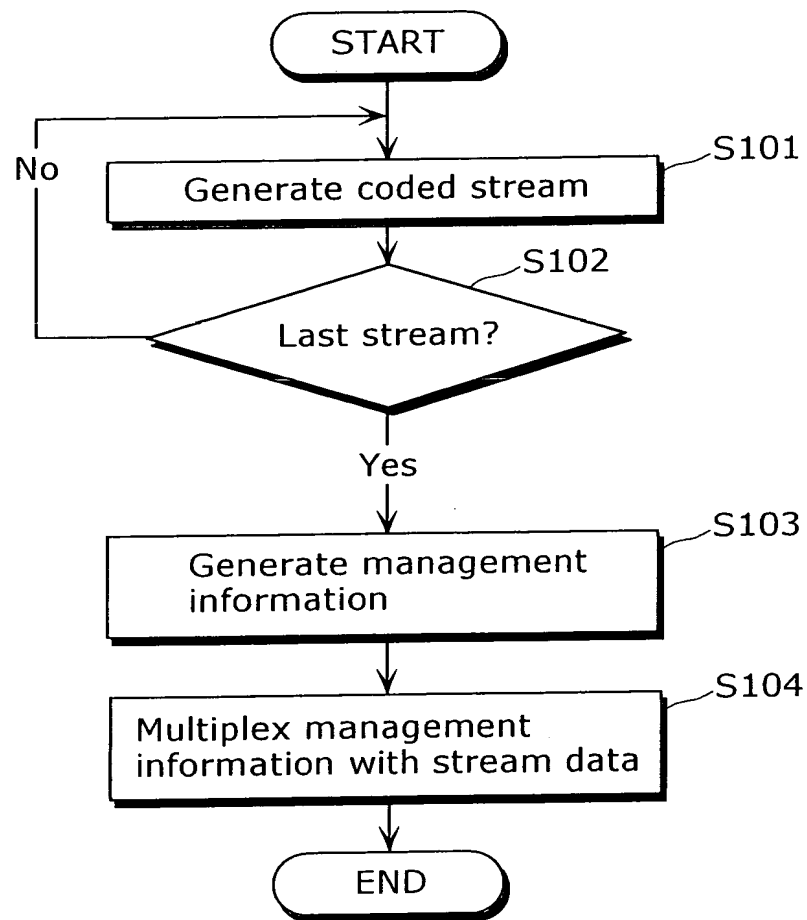 START
No
S101
Generate coded stream
S102
Last stream?
Yes
S103
Generate management
information
S104
Multiplex management
information with stream data
END